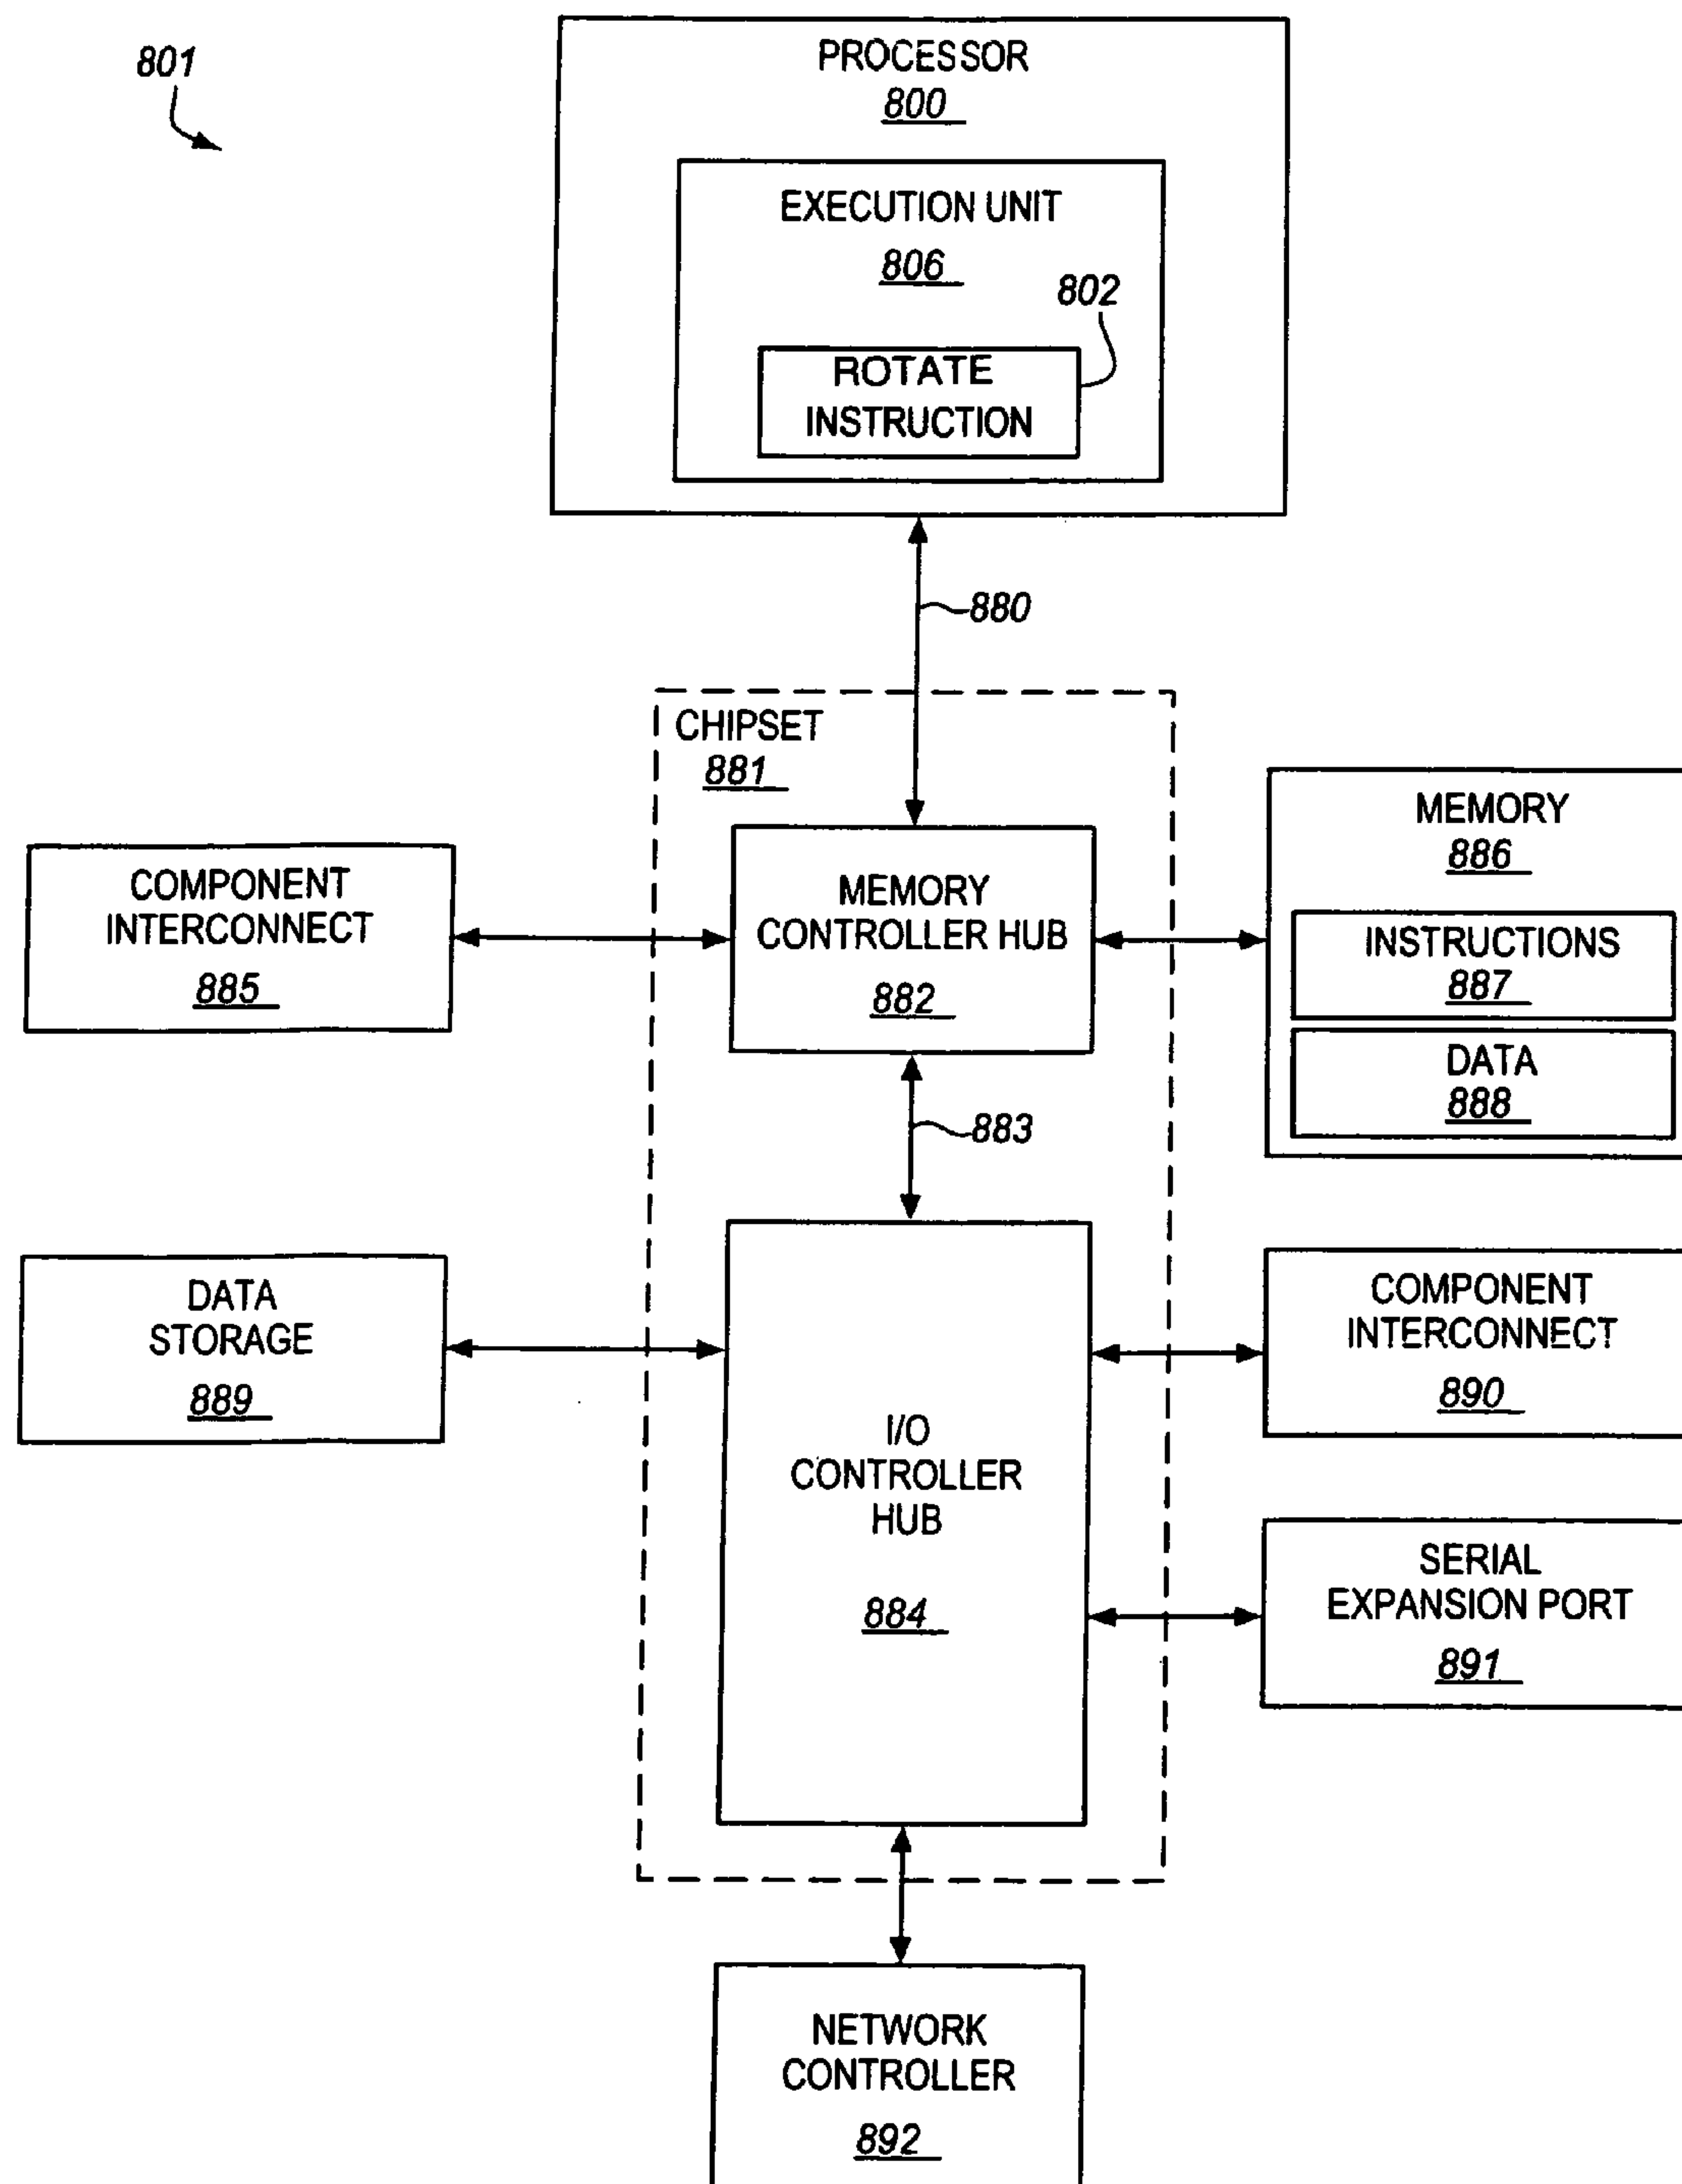 801
PROCESSOR
800
EXECUTION UNIT
806
802
ROTATE
INSTRUCTION
880
CHIPSET
881
MEMORY
886
COMPONENT
INTERCONNECT
885
MEMORY
CONTROLLER HUB
882
INSTRUCTIONS
887
DATA
888
883
DATA
STORAGE
889
I/O
CONTROLLER
HUB
884
COMPONENT
INTERCONNECT
890
SERIAL
EXPANSION PORT
891
NETWORK
CONTROLLER
892